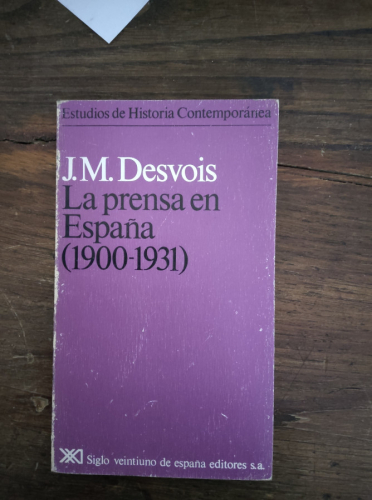 Estudios de Historia Contemporánea
J.M. Desvois
La prensa en
España
(1900-1931)
Siglo veintiuno de españa editores s.a.